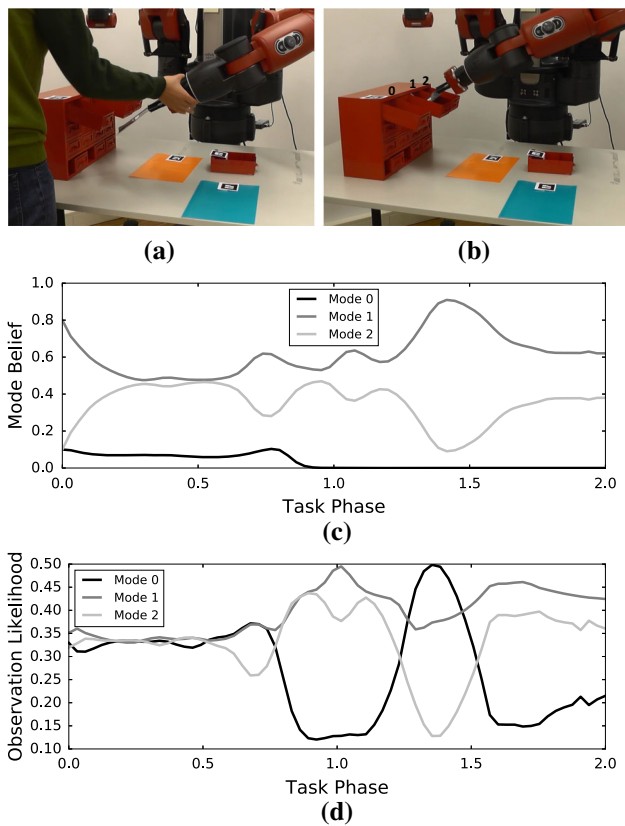 0 1 2
(a) (b)
1.0
0.8
0.6
0.4
0.2
0.0
Mode Belief
Mode 0
Mode 1
Mode 2
0.0 0.5 1.0 1.5 2.0
Task Phase
(c)
0.50
0.45
0.40
0.35
0.30
0.25
0.20
0.15
0.10
Observation Likelihood
Mode 0
Mode 1
Mode 2
0.0 0.5 1.0 1.5 2.0
Task Phase
(d)